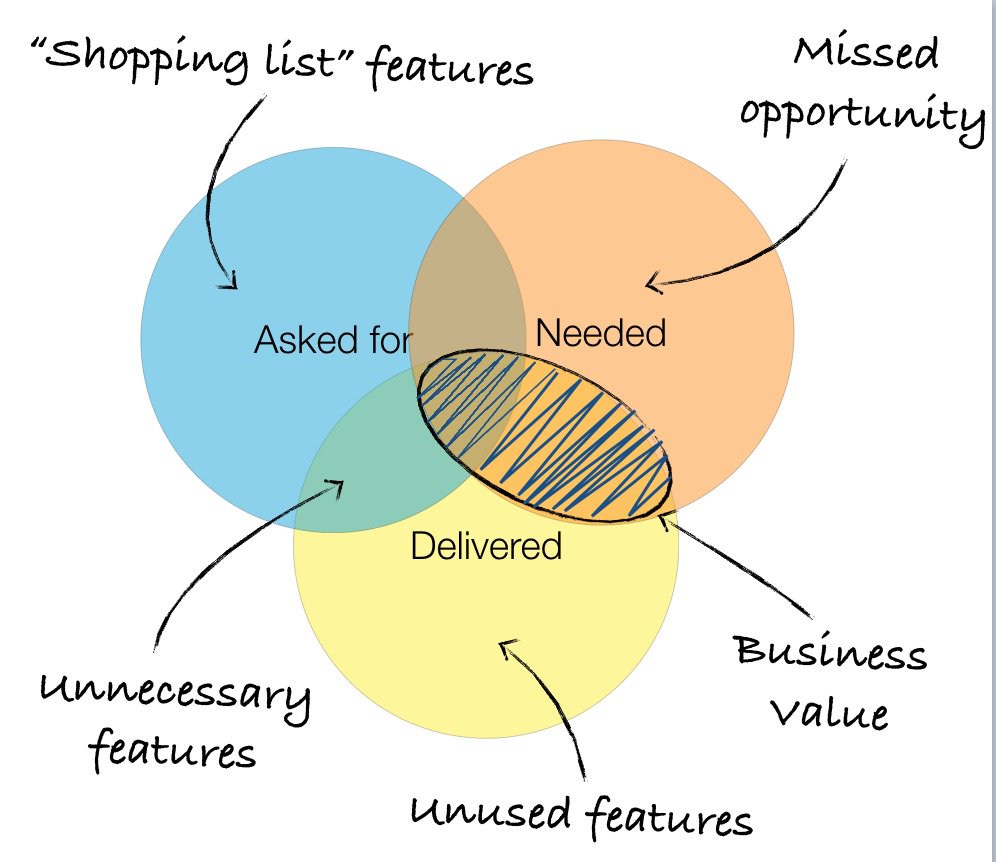 “Shopping list” features
Missed
opportunity
Asked for
Needed
Delivered
Unnecessary
features
Business
Value
Unused features